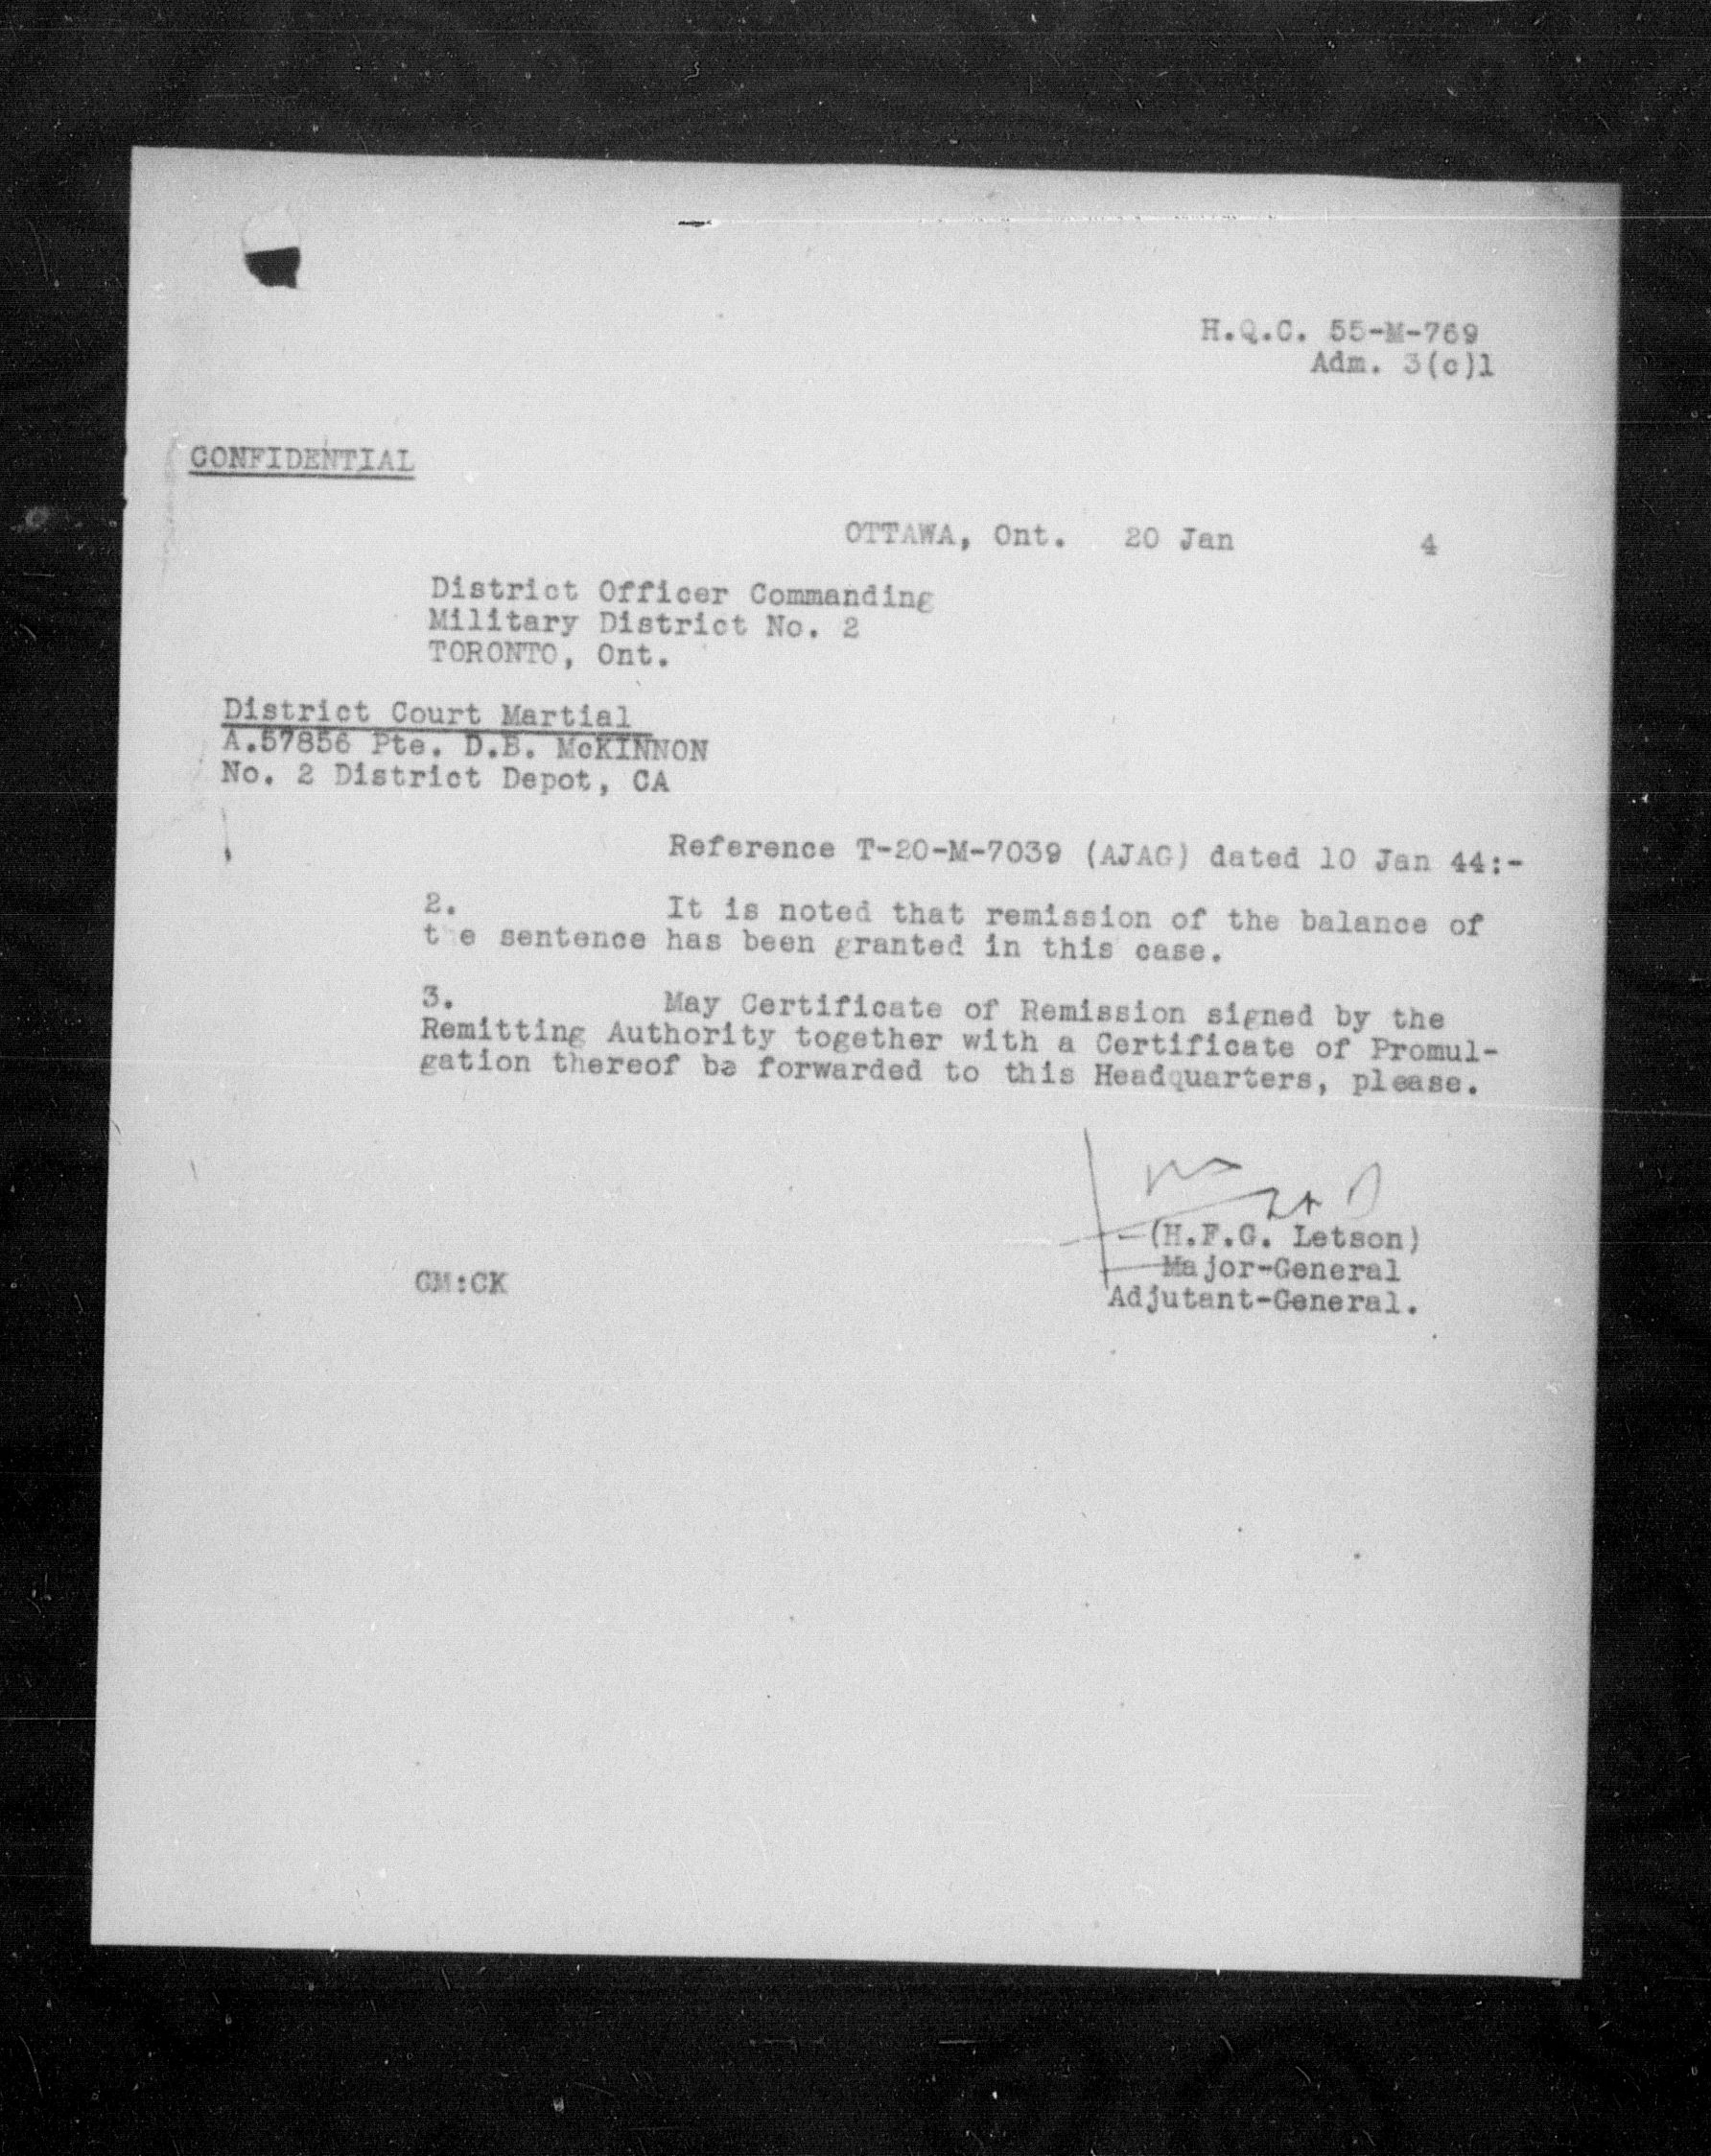 H.Q.C. 55-M-769
Adm. 3(c)1
CONFIDENTIAL
OTTAWA, Ont. 20 Jan 4
District Officer Commanding
Military District No. 2
TORONTO, Ont.
District Court Martial
A.57856 Pte. D.B. McKINNON
No. 2 District Depot, CA
Reference T-20-M-7039 (AJAG) dated 10 Jan 44:-
2. It is noted that remission of the balance of
t e sentence has been granted in this case.
3. May Certificate of Remission signed by the
Remitting Authority together with a Certificate of Promul-
gation thereof be forwarded to this Headquarters, please.
(H.F.G. Letson)
Major-General
Adjutant-General.
GM:CK